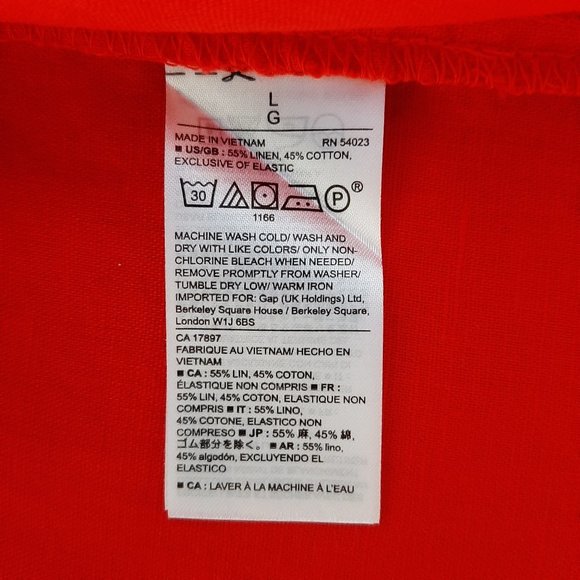 L
G
MADE IN VIETNAM RN 54023
■ US/GB : 55% LINEN, 45% COTTON,
EXCLUSIVE OF ELASTIC
30 P ®
1166
MACHINE WASH COLD/ WASH AND
DRY WITH LIKE COLORS/ ONLY NON-
CHLORINE BLEACH WHEN NEEDED/
REMOVE PROMPTLY FROM WASHER/
TUMBLE DRY LOW/ WARM IRON
IMPORTED FOR: Gap (UK Holdings) Ltd,
Berkeley Square House / Berkeley Square,
London W1J 6BS
CA 17897
FABRIQUE AU VIETNAM/ HECHO EN
VIETNAM
■ CA : 55% LIN, 45% COTON,
ÉLASTIQUE NON COMPRIS ■ FR :
55% LIN, 45% COTON, ELASTIQUE NON
COMPRIS ■ IT : 55% LINO,
45% COTONE, ELASTICO NON
COMPRESO ■ JP : 55% 麻, 45% 綿,
ゴム部分を除く。 ■ AR : 55% lino,
45% algodón, EXCLUYENDO EL
ELASTICO
■ CA : LAVER À LA MACHINE À L'EAU